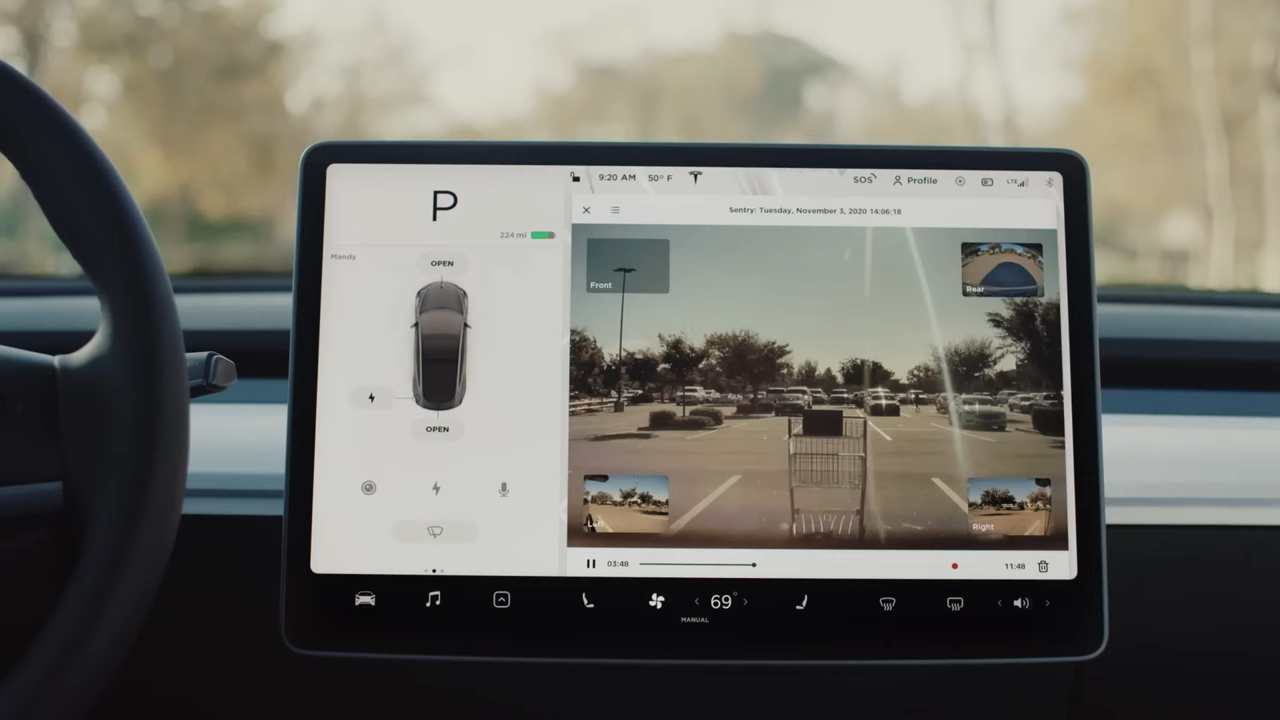 P
224 mi
Mandy
OPEN
OPEN
9:20 AM 50° F SOS Profile LTE
Sentry: Tuesday, November 3, 2020 14:06:18
Front
Rear
Left
Right
03:48 11:48
69°
MANUAL